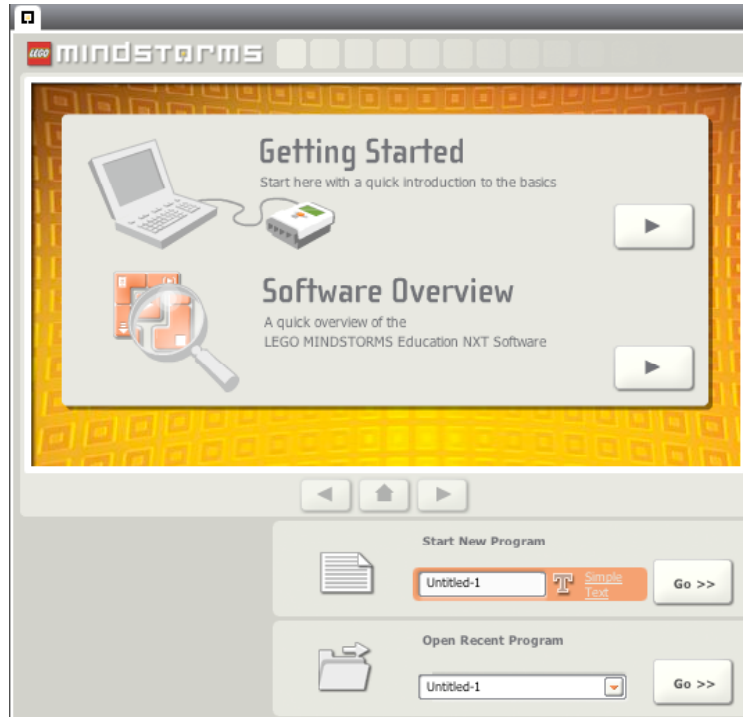 LEGO mindstorms
Getting Started
Start here with a quick introduction to the basics
Software Overview
A quick overview of the
LEGO MINDSTORMS Education NXT Software
Start New Program
Untitled-1
T
Simple
Text
Go >>
Open Recent Program
Untitled-1
Go >>